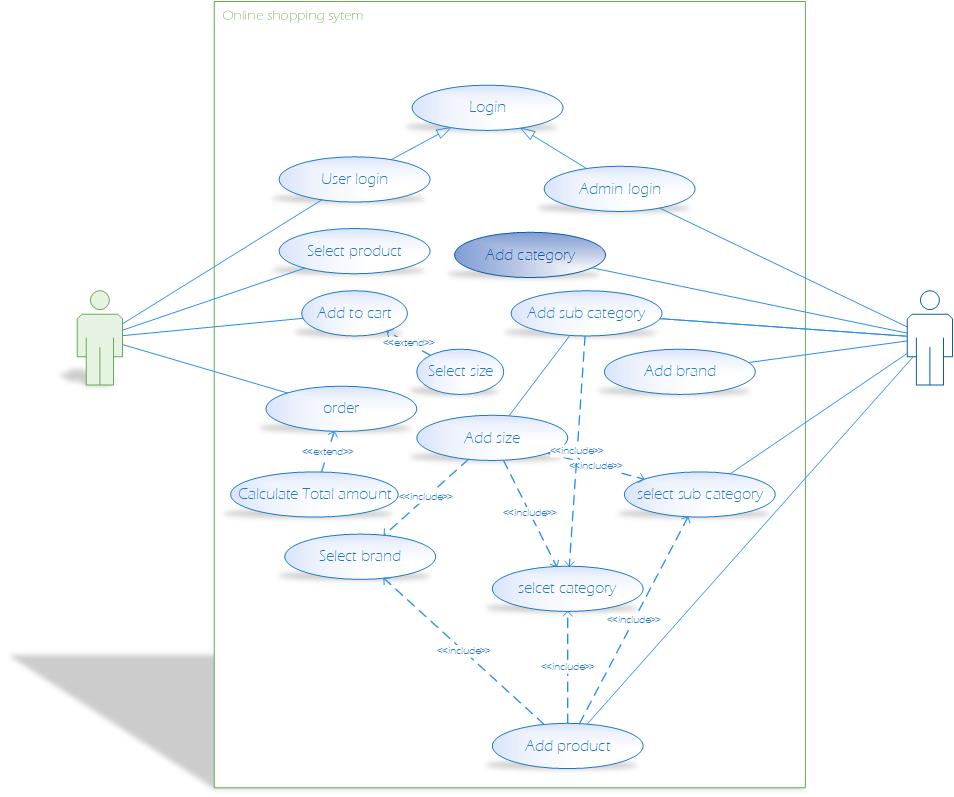 Online shopping sytem
Login
User login
Admin login
Select product
Add category
Add to cart
Add sub category
<<extend>>
Select size
Add brand
order
Add size
<<extend>>
<<include>>
<<include>>
Calculate Total amount
<<include>>
select sub category
<<include>>
Select brand
selcet category
<<include>>
<<include>>
<<include>>
Add product